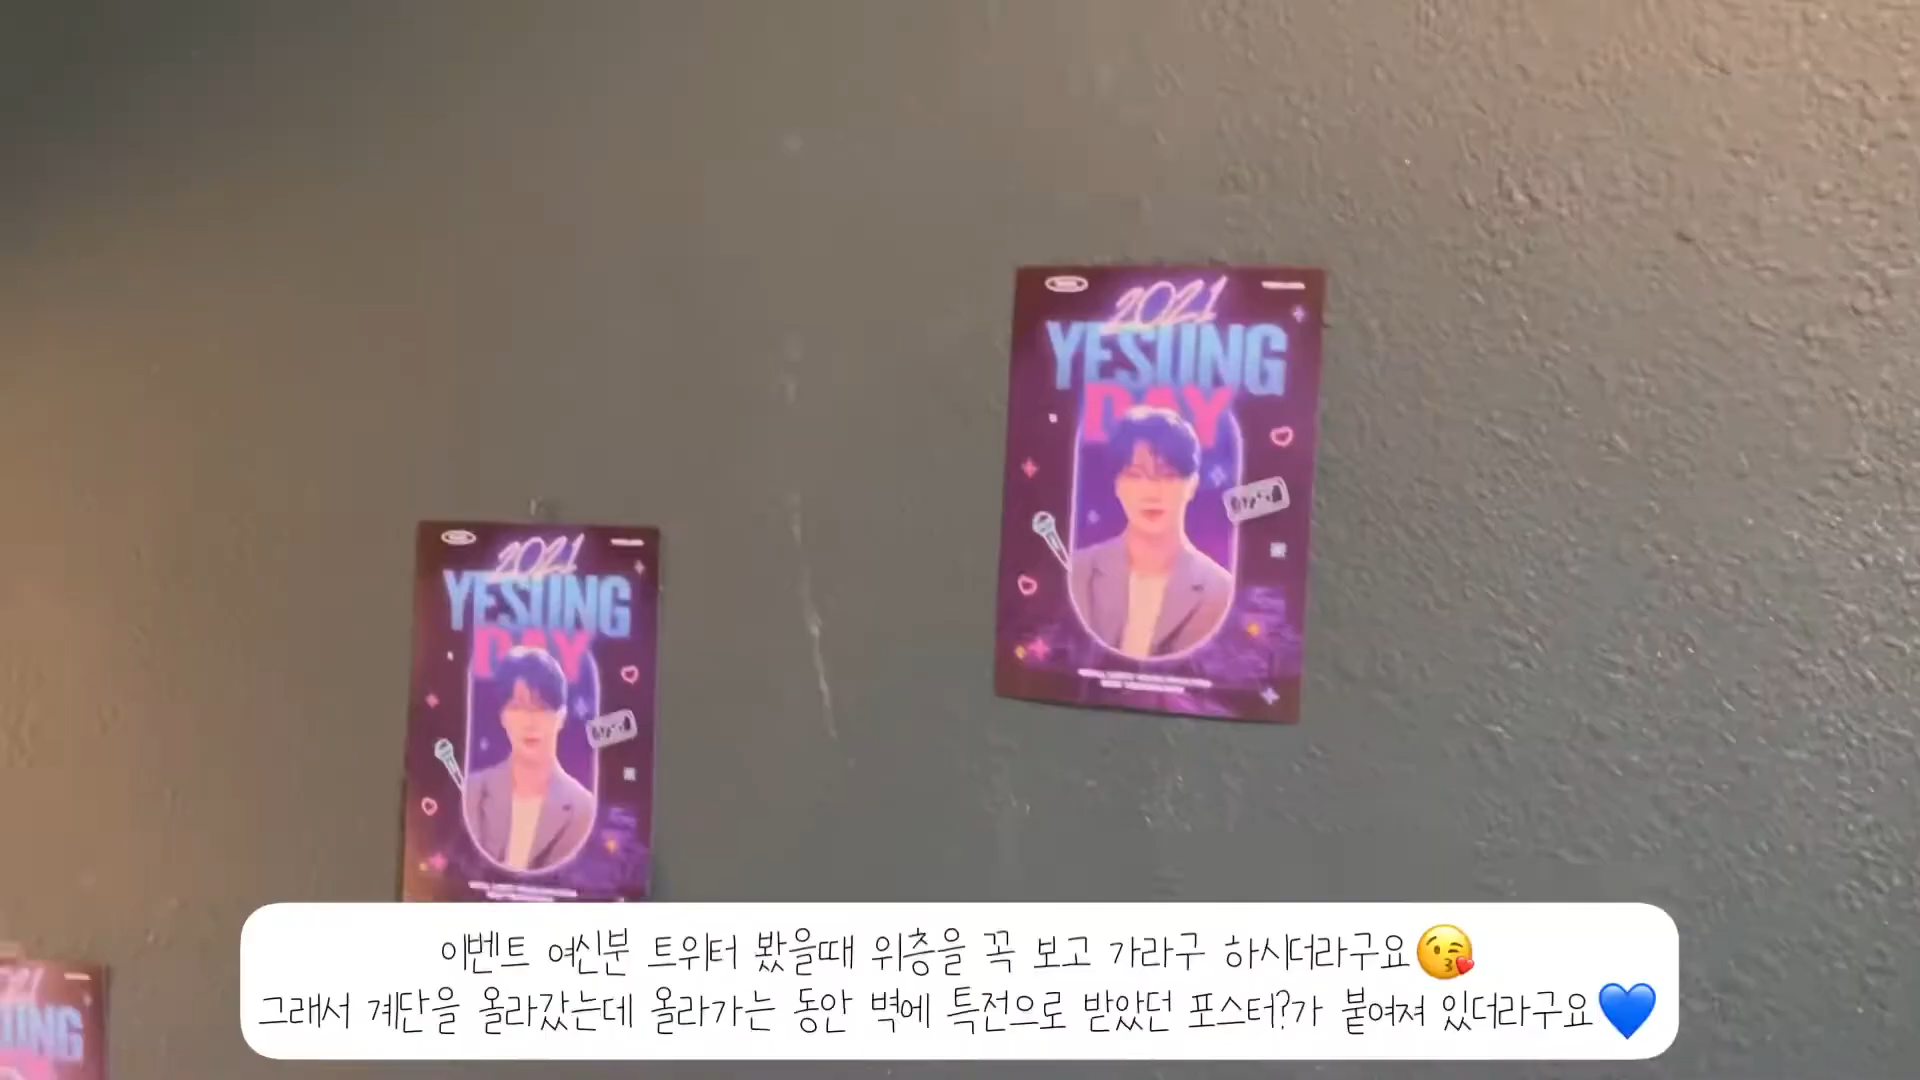 2021
YESUNG
DAY
2021
YESUNG
DAY
이벤트 여신분 트위터 봤을때 위층을 꼭 보고 가라구 하시더라구요😘
그래서 계단을 올라갔는데 올라가는 동안 벽에 특전으로 받았던 포스터?가 붙여져 있더라구요💙